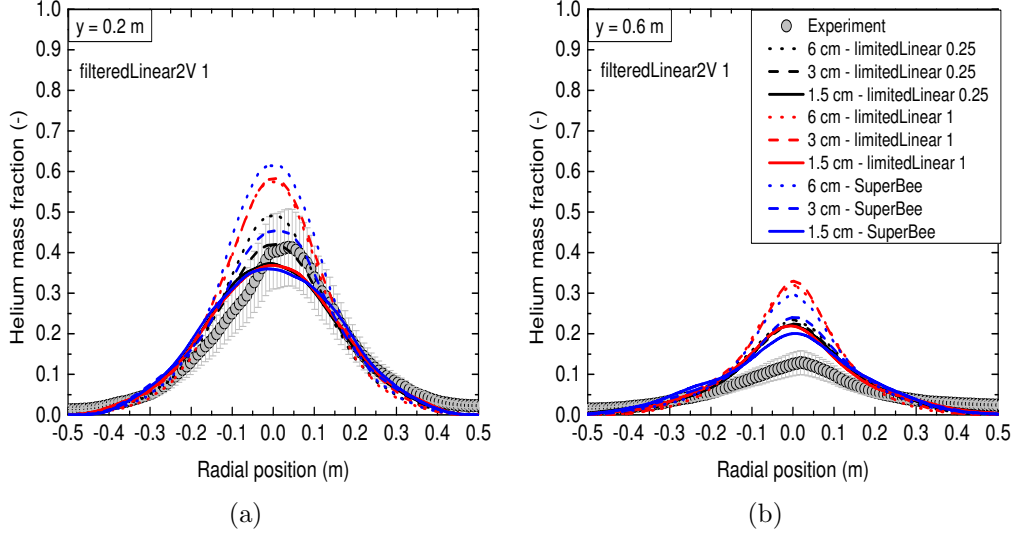 1.0
0.9
0.8
0.7
0.6
0.5
0.4
0.3
0.2
0.1
0.0
Helium mass fraction (-)
y = 0.2 m
filteredLinear2V 1
-0.5 -0.4 -0.3 -0.2 -0.1 0.0 0.1 0.2 0.3 0.4 0.5
Radial position (m)
(a)
1.0
0.9
0.8
0.7
0.6
0.5
0.4
0.3
0.2
0.1
0.0
Helium mass fraction (-)
y = 0.6 m
filteredLinear2V 1
Experiment
6 cm - limitedLinear 0.25
3 cm - limitedLinear 0.25
1.5 cm - limitedLinear 0.25
6 cm - limitedLinear 1
3 cm - limitedLinear 1
1.5 cm - limitedLinear 1
6 cm - SuperBee
3 cm - SuperBee
1.5 cm - SuperBee
-0.5 -0.4 -0.3 -0.2 -0.1 0.0 0.1 0.2 0.3 0.4 0.5
Radial position (m)
(b)